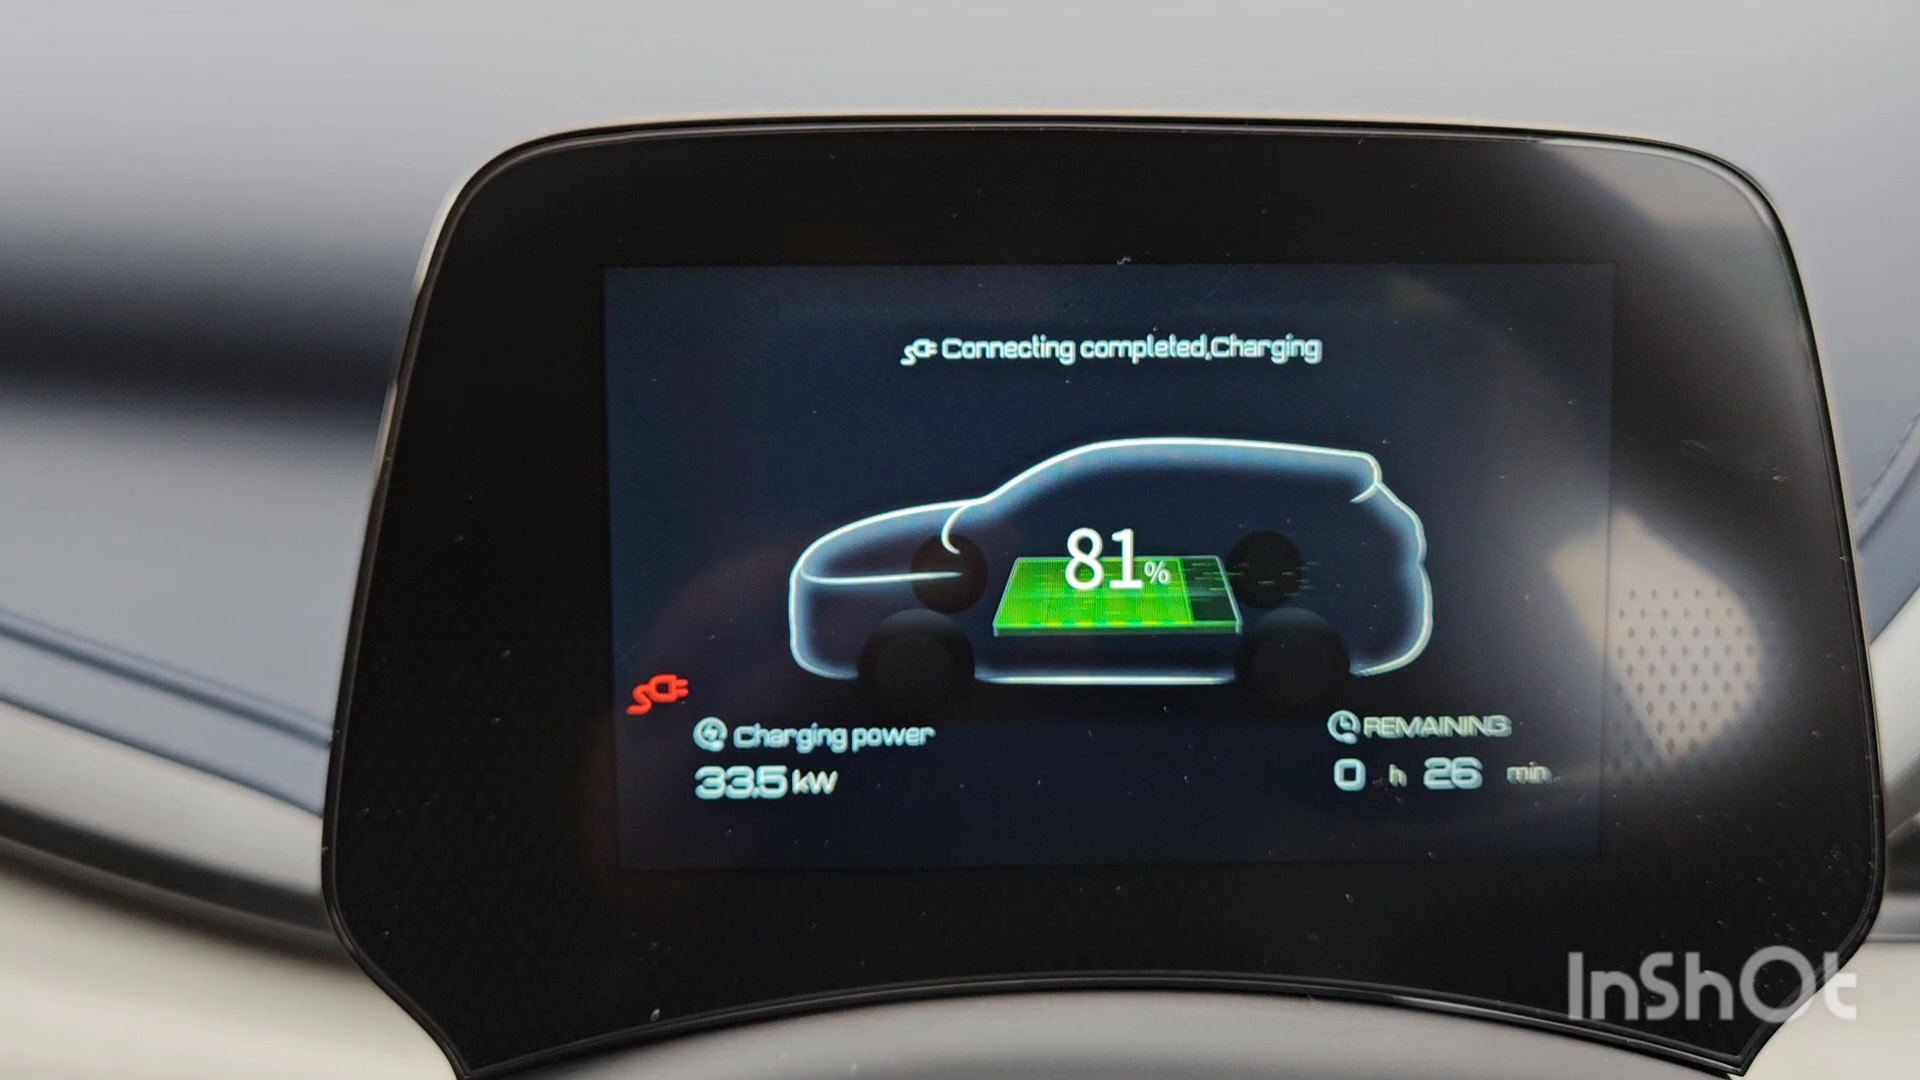 Connecting completed,Charging
81%
Charging power
33.5 kW
REMAINING
0 h 26 min
InShOt